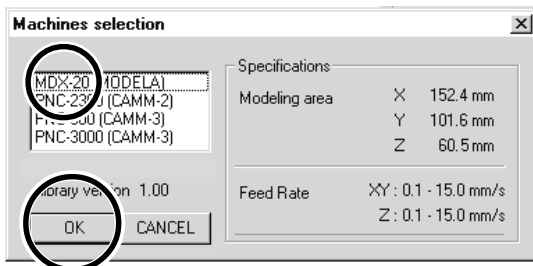 Machines selection
MDX-20 (MODELA)
PNC-2300 (CAMM-2)
(CAMM-3)
PNC-3000 (CAMM-3)
Library version 1.00
OK
CANCEL
Specifications
Modeling area X 152.4 mm
Y 101.6 mm
Z 60.5 mm
Feed Rate XY : 0.1 - 15.0 mm/s
Z : 0.1 - 15.0 mm/s